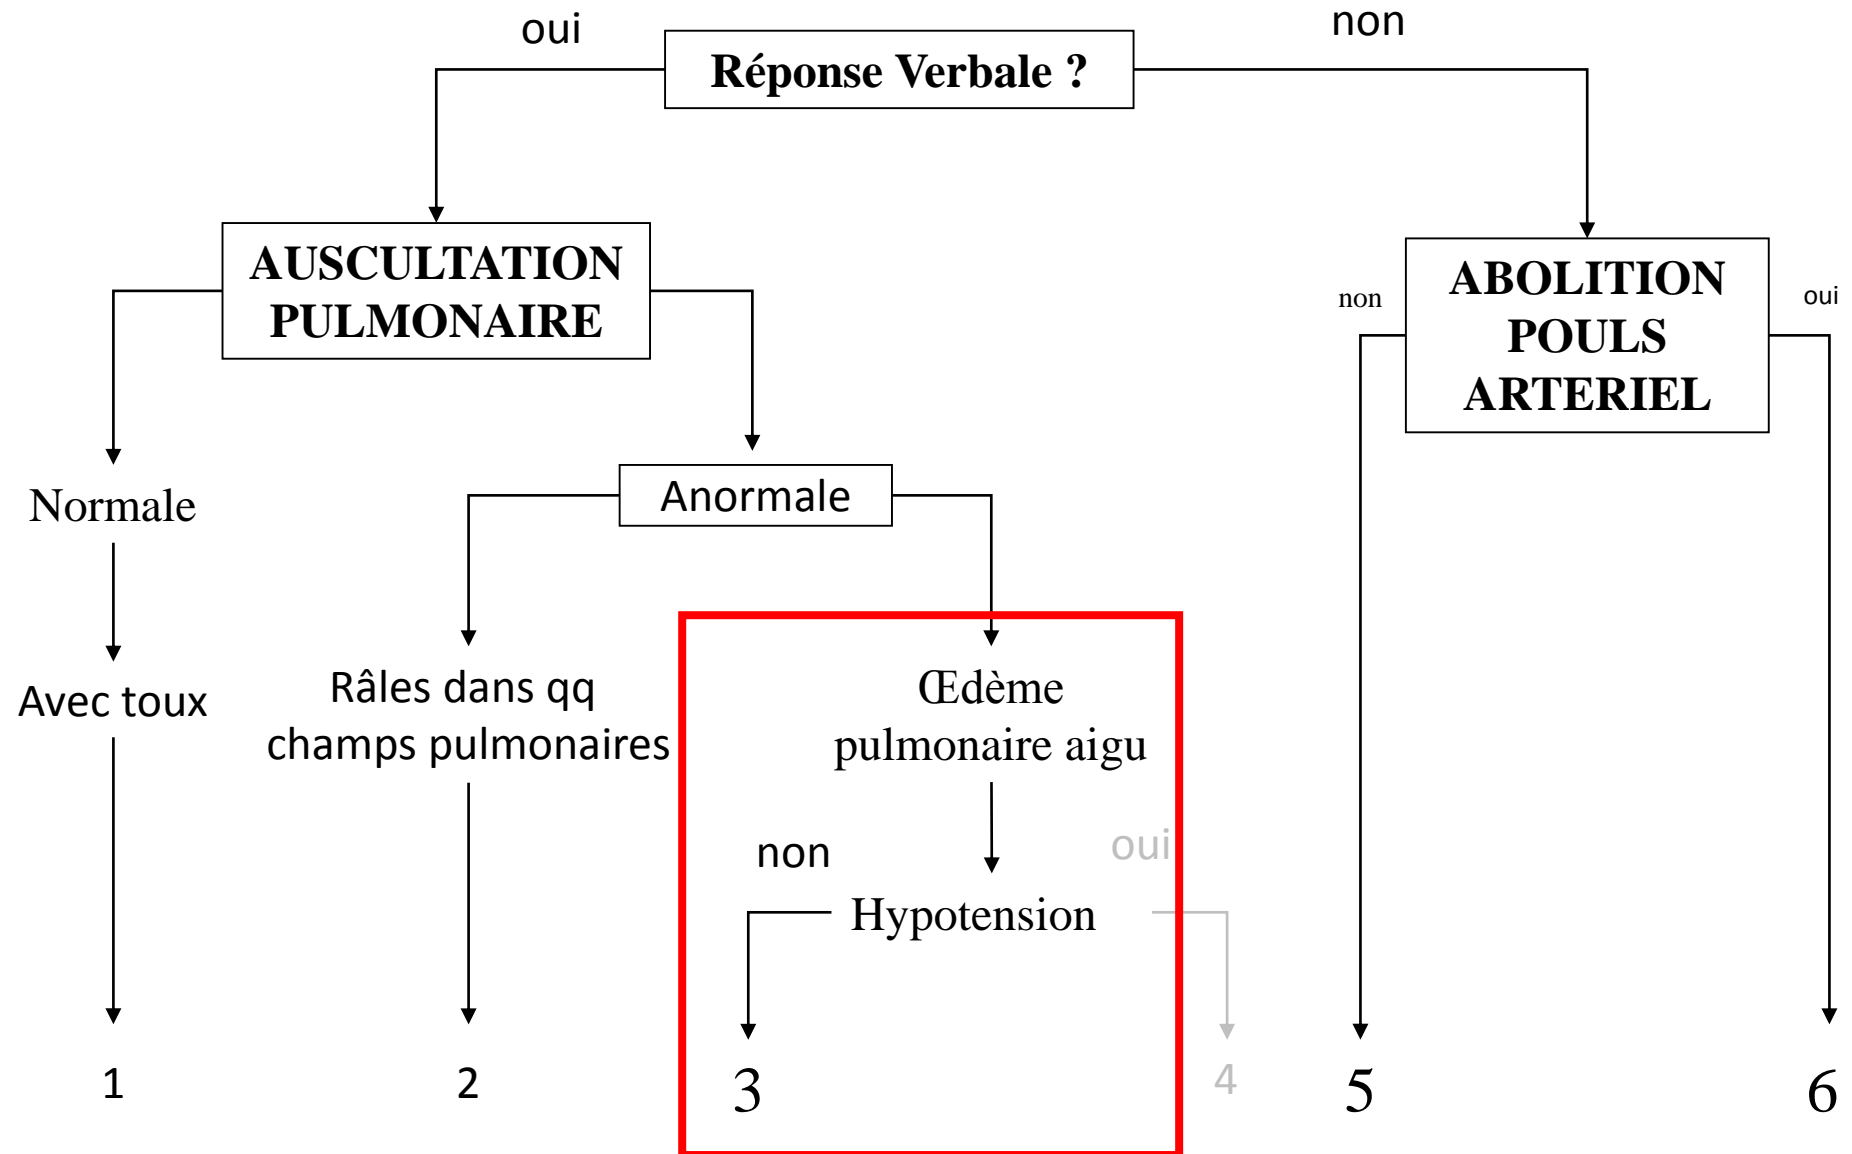 oui
non
Réponse Verbale ?
AUSCULTATION
PULMONAIRE
non
ABOLITION
POULS
ARTERIEL
oui
Normale
Anormale
Avec toux
Râles dans qq
champs pulmonaires
Œdème
pulmonaire aigu
non
oui
Hypotension
1
2
3
4
5
6